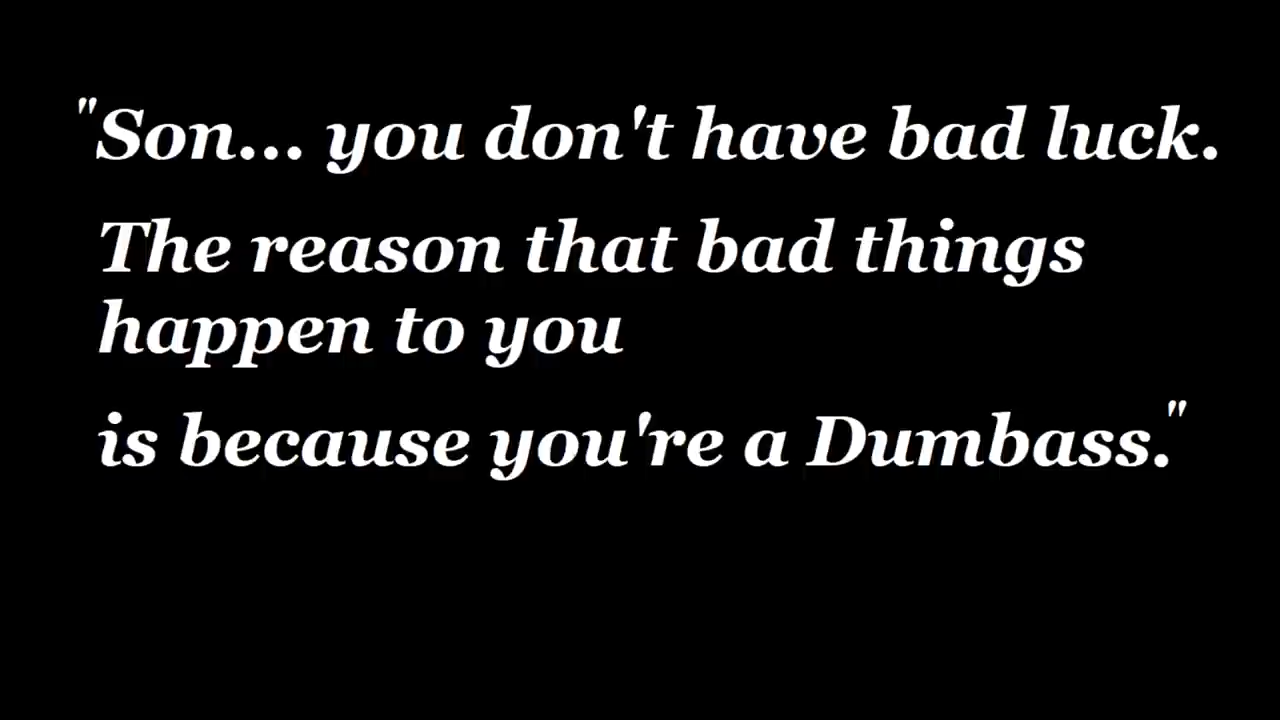 "Son... you don't have bad luck.
The reason that bad things
happen to you
is because you're a Dumbass."